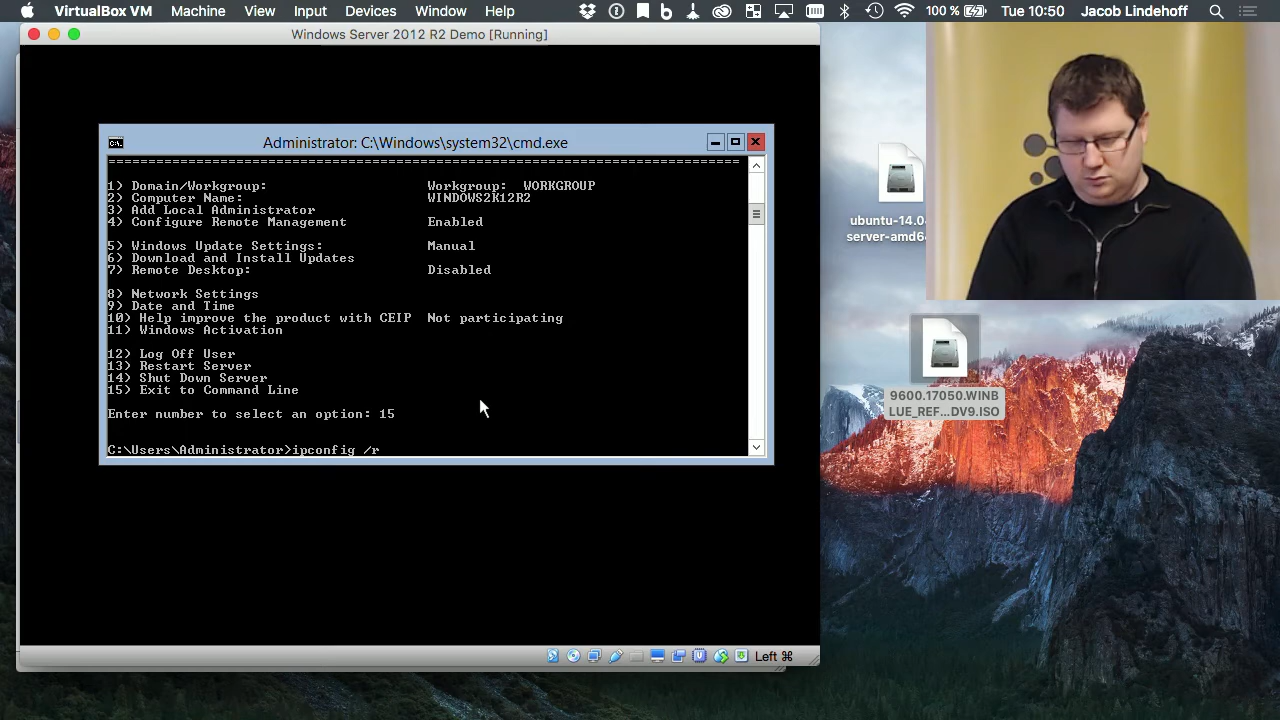 VirtualBox VM Machine View Input Devices Window Help 100 % Tue 10:50 Jacob Lindehoff
Windows Server 2012 R2 Demo [Running]
Administrator: C:\Windows\system32\cmd.exe
===============================================================================
1) Domain/Workgroup: Workgroup: WORKGROUP
2) Computer Name: WINDOWS2K12R2
3) Add Local Administrator
4) Configure Remote Management Enabled
5) Windows Update Settings: Manual
6) Download and Install Updates
7) Remote Desktop: Disabled
8) Network Settings
9) Date and Time
10) Help improve the product with CEIP Not participating
11) Windows Activation
12) Log Off User
13) Restart Server
14) Shut Down Server
15) Exit to Command Line
Enter number to select an option: 15
C:\Users\Administrator>ipconfig /r
Left ⌘
ubuntu-14.0
server-amd6
9600.17050.WINB
LUE_REF...DV9.ISO